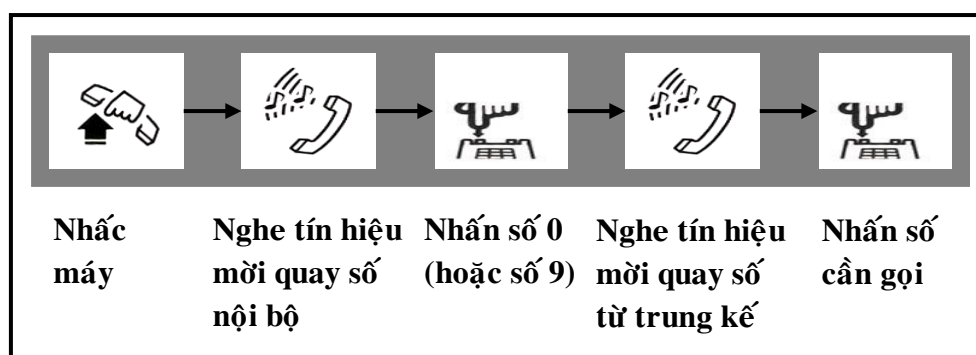 Nhấc
máy
Nghe tín hiệu
mời quay số
nội bộ
Nhấn số 0
(hoặc số 9)
Nghe tín hiệu
mời quay số
từ trung kế
Nhấn số
cần gọi